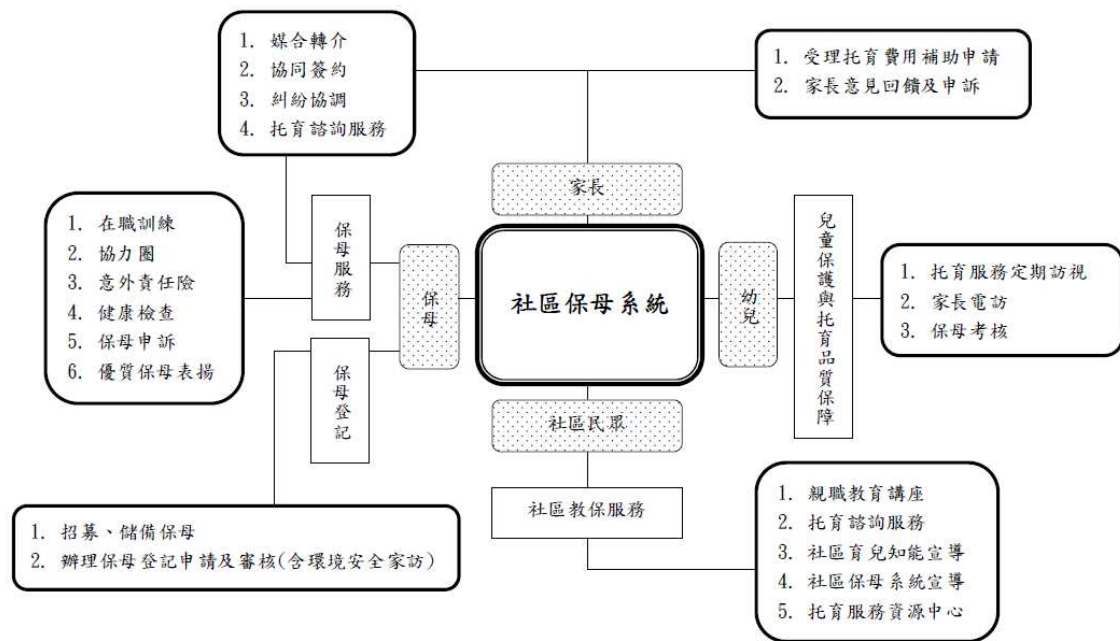 1. 媒合轉介
2. 協同簽約
3. 糾紛協調
4. 托育諮詢服務
1. 受理托育費用補助申請
2. 家長意見回饋及申訴
家長
1. 在職訓練
2. 協力圈
3. 意外責任險
4. 健康檢查
5. 保母申訴
6. 優質保母表揚
保母服務
保母登記
保母
社區保母系統
幼兒
兒童保護與托育品質保障
1. 托育服務定期訪視
2. 家長電訪
3. 保母考核
社區民眾
社區教保服務
1. 招募、儲備保母
2. 辦理保母登記申請及審核(含環境安全家訪)
1. 親職教育講座
2. 托育諮詢服務
3. 社區育兒知能宣導
4. 社區保母系統宣導
5. 托育服務資源中心